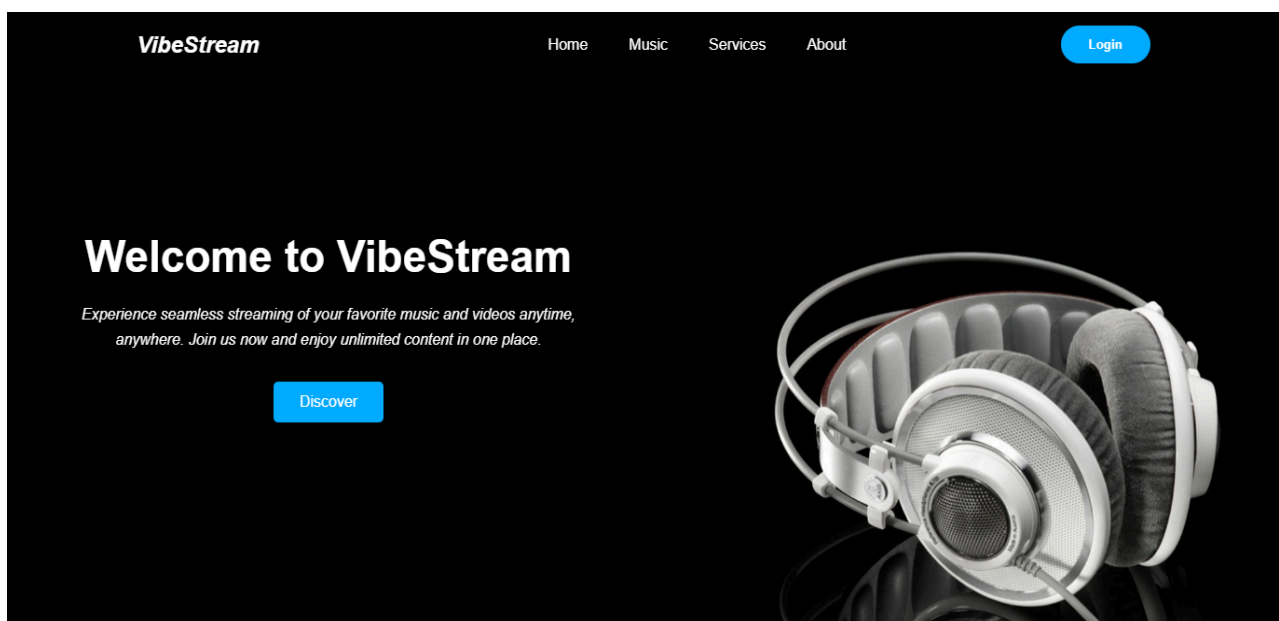 VibeStream
Home Music Services About
Login
Welcome to VibeStream
Experience seamless streaming of your favorite music and videos anytime,
anywhere. Join us now and enjoy unlimited content in one place.
Discover